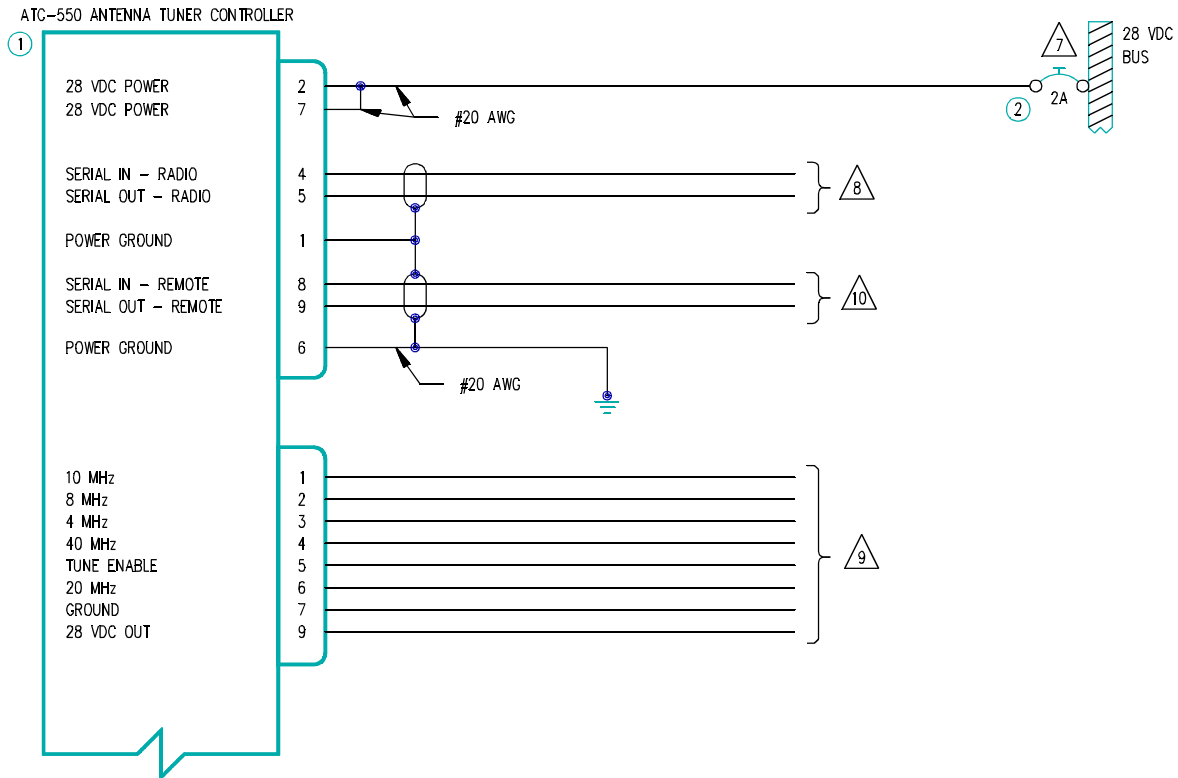 ATC-550 ANTENNA TUNER CONTROLLER
1
7
28 VDC
BUS
28 VDC POWER 2
2
2A
28 VDC POWER 7
#20 AWG
SERIAL IN - RADIO 4
SERIAL OUT - RADIO 5
8
POWER GROUND 1
SERIAL IN - REMOTE 8
SERIAL OUT - REMOTE 9
10
POWER GROUND 6
#20 AWG
10 MHz 1
8 MHz 2
4 MHz 3
40 MHz 4
TUNE ENABLE 5
9
20 MHz 6
GROUND 7
28 VDC OUT 9